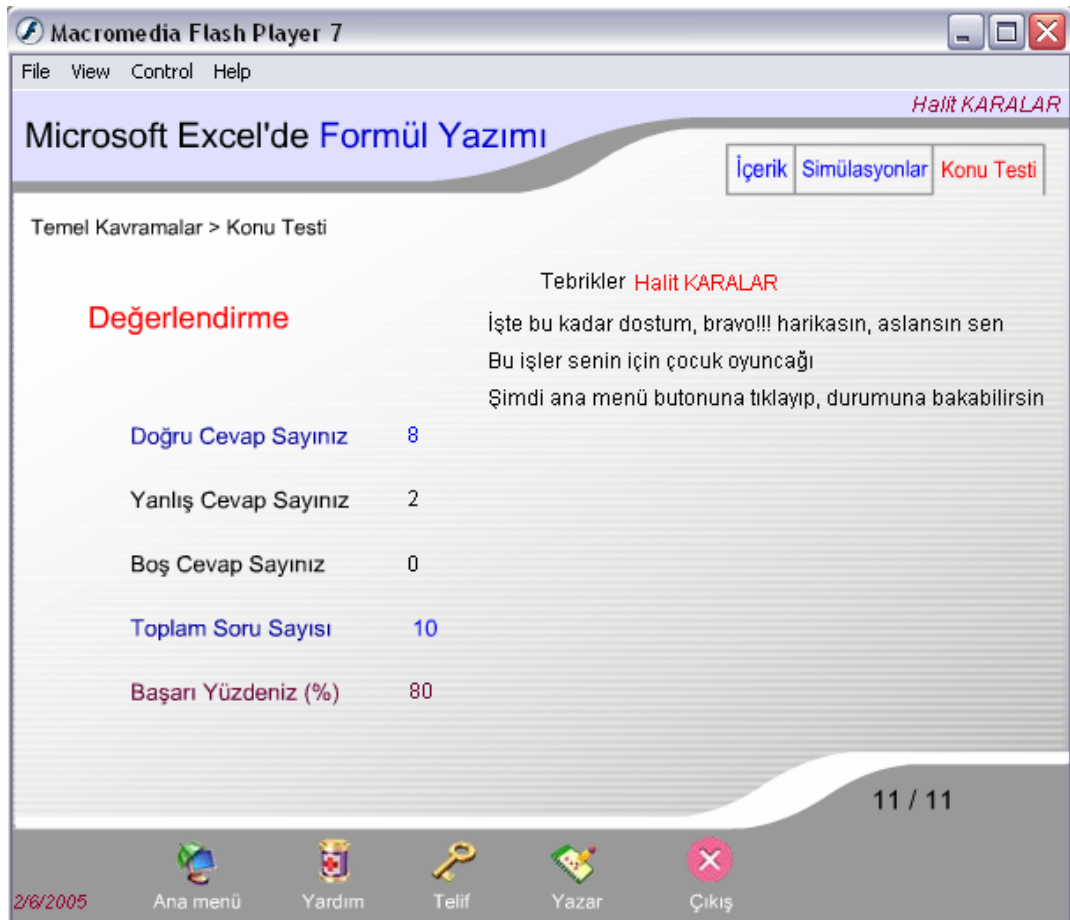 Macromedia Flash Player 7
File View Control Help
Halit KARALAR
Microsoft Excel'de Formül Yazımı
İçerik Simülasyonlar Konu Testi
Temel Kavramalar > Konu Testi
Tebrikler Halit KARALAR
Değerlendirme
İşte bu kadar dostum, bravo!!! harikasın, aslansın sen
Bu işler senin için çocuk oyuncağı
Şimdi ana menü butonuna tıklayıp, durumuna bakabilirsin
Doğru Cevap Sayınız 8
Yanlış Cevap Sayınız 2
Boş Cevap Sayınız 0
Toplam Soru Sayısı 10
Başarı Yüzdeniz (%) 80
11 / 11
2/6/2005 Ana menü Yardım Telif Yazar Çıkış